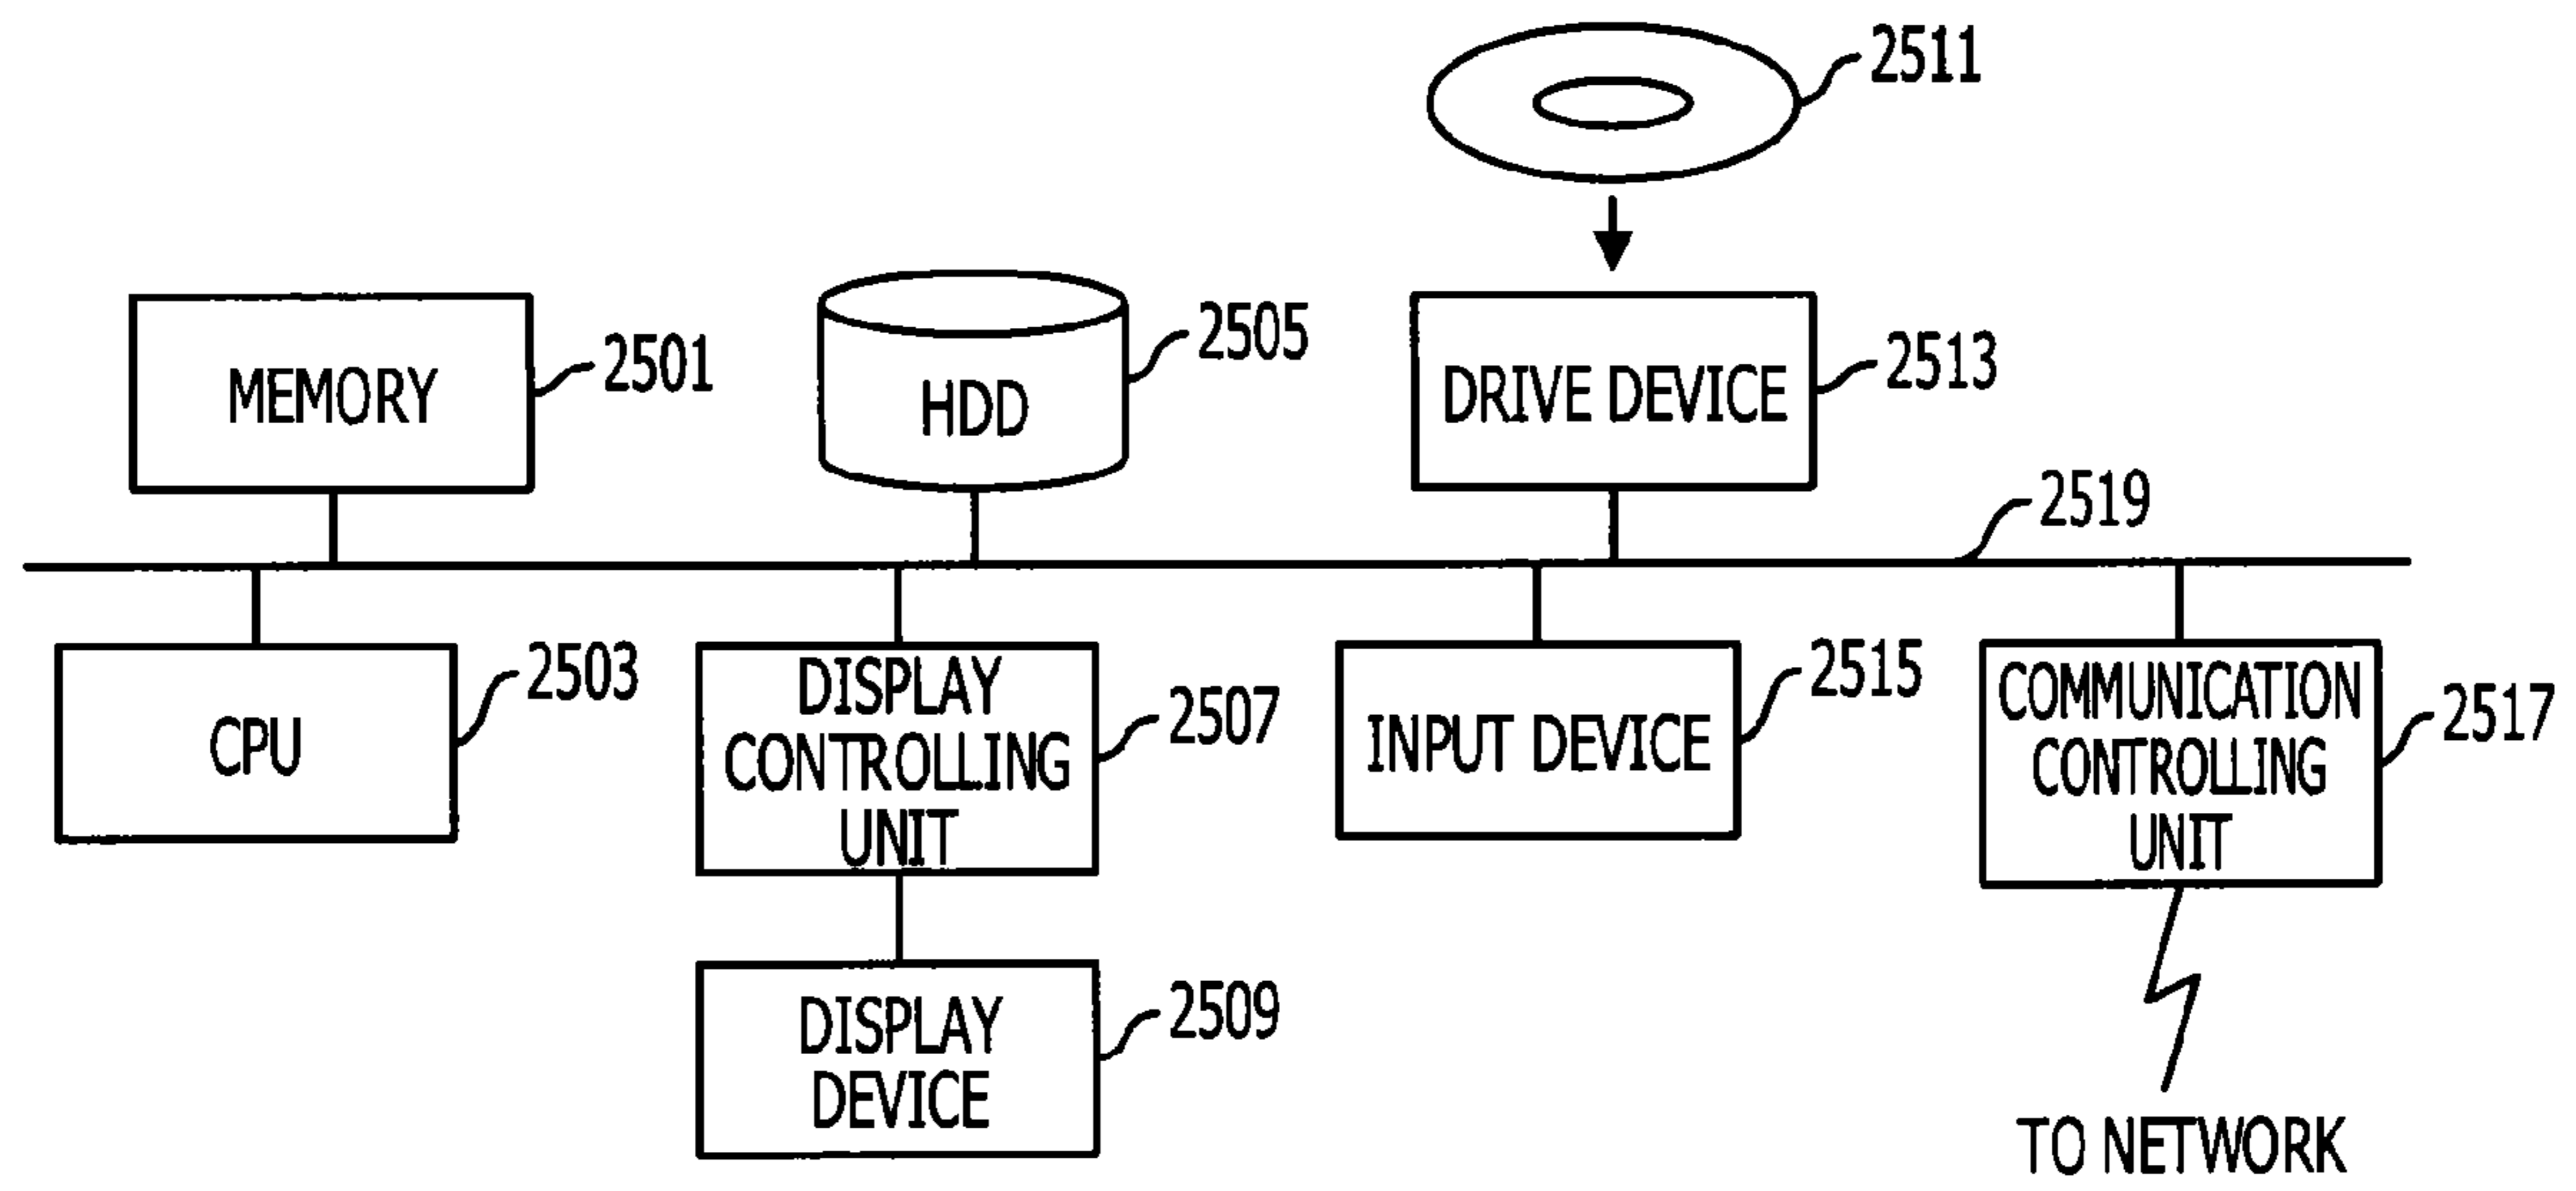 2511
2505
2501
2513
MEMORY
HDD
DRIVE DEVICE
2519
2503
2507
2515
2517
CPU
DISPLAY
CONTROLLING
UNIT
INPUT DEVICE
COMMUNICATION
CONTROLLING
UNIT
2509
DISPLAY
DEVICE
TO NETWORK